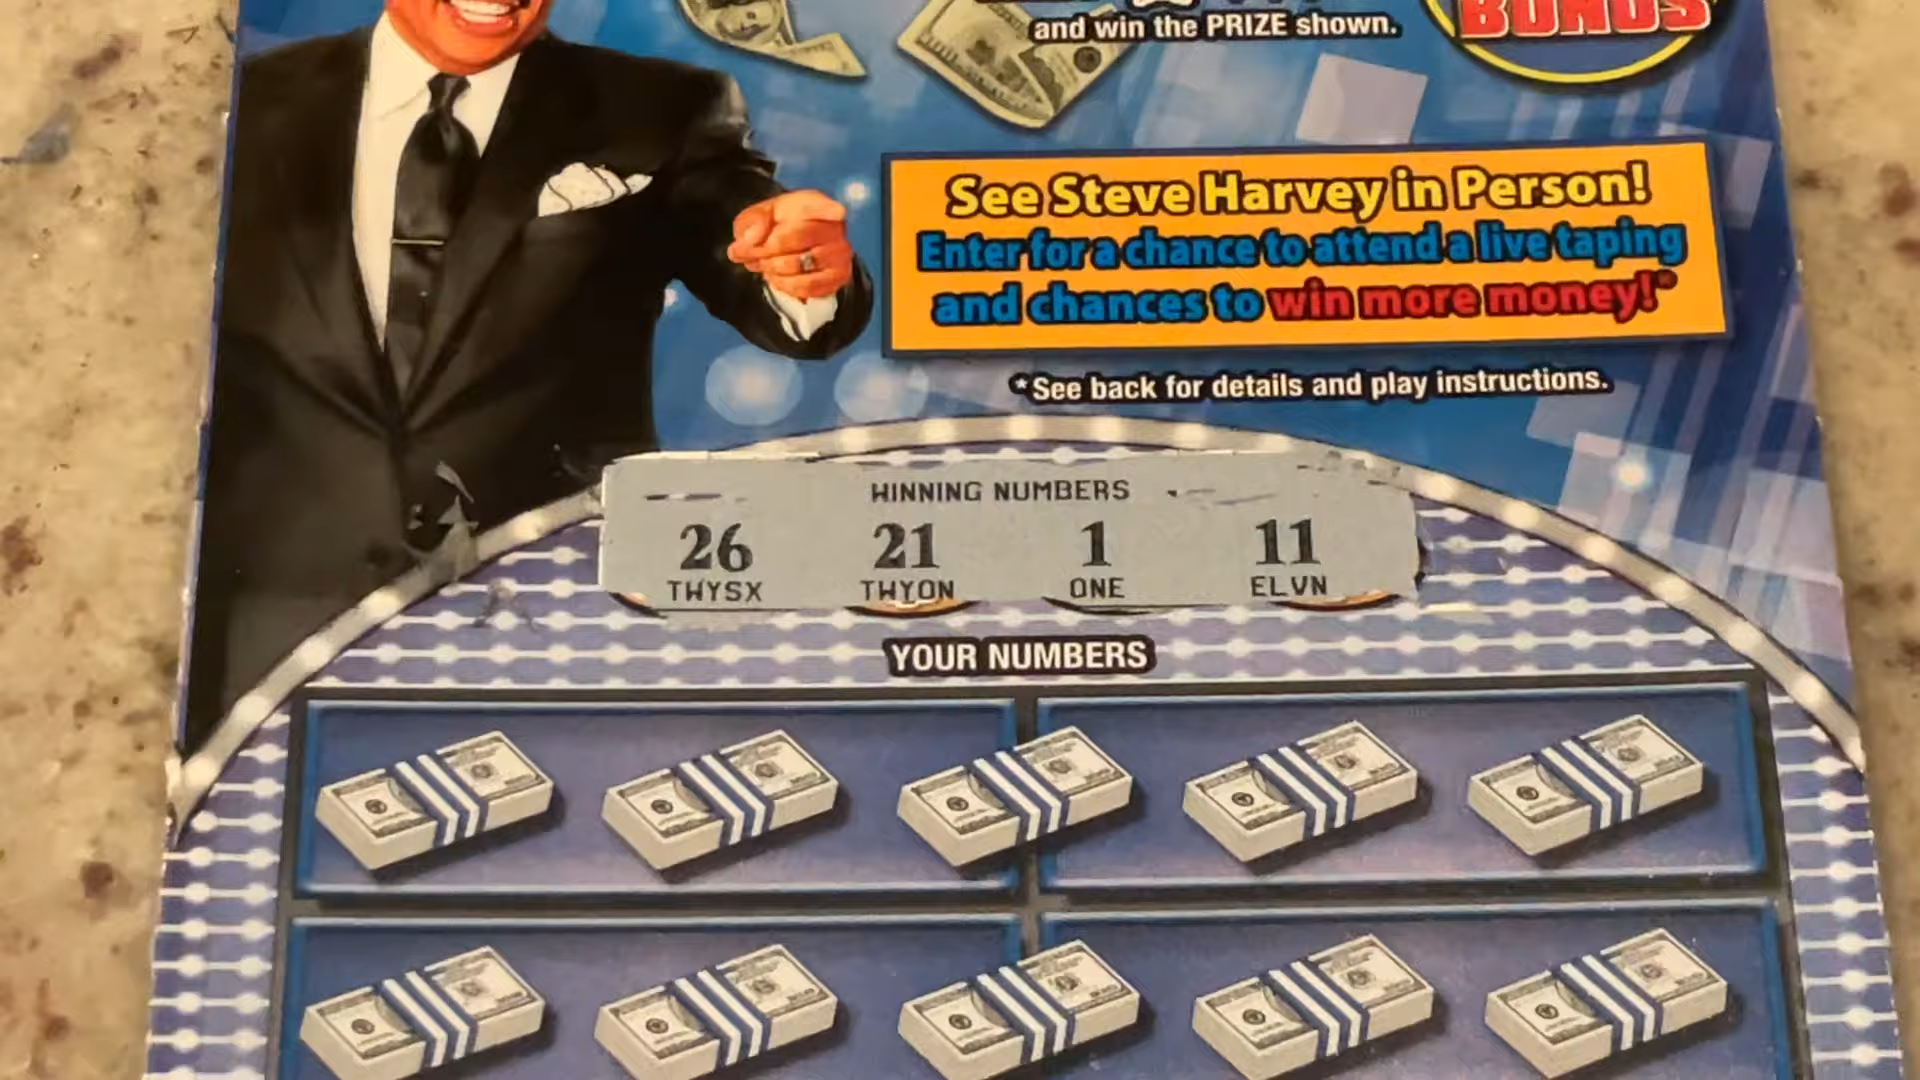 and win the PRIZE shown.
BONUS
See Steve Harvey in Person!
Enter for a chance to attend a live taping
and chances to win more money!*
*See back for details and play instructions.
WINNING NUMBERS
26 21 1 11
TWYSX TWYON ONE ELVN
YOUR NUMBERS